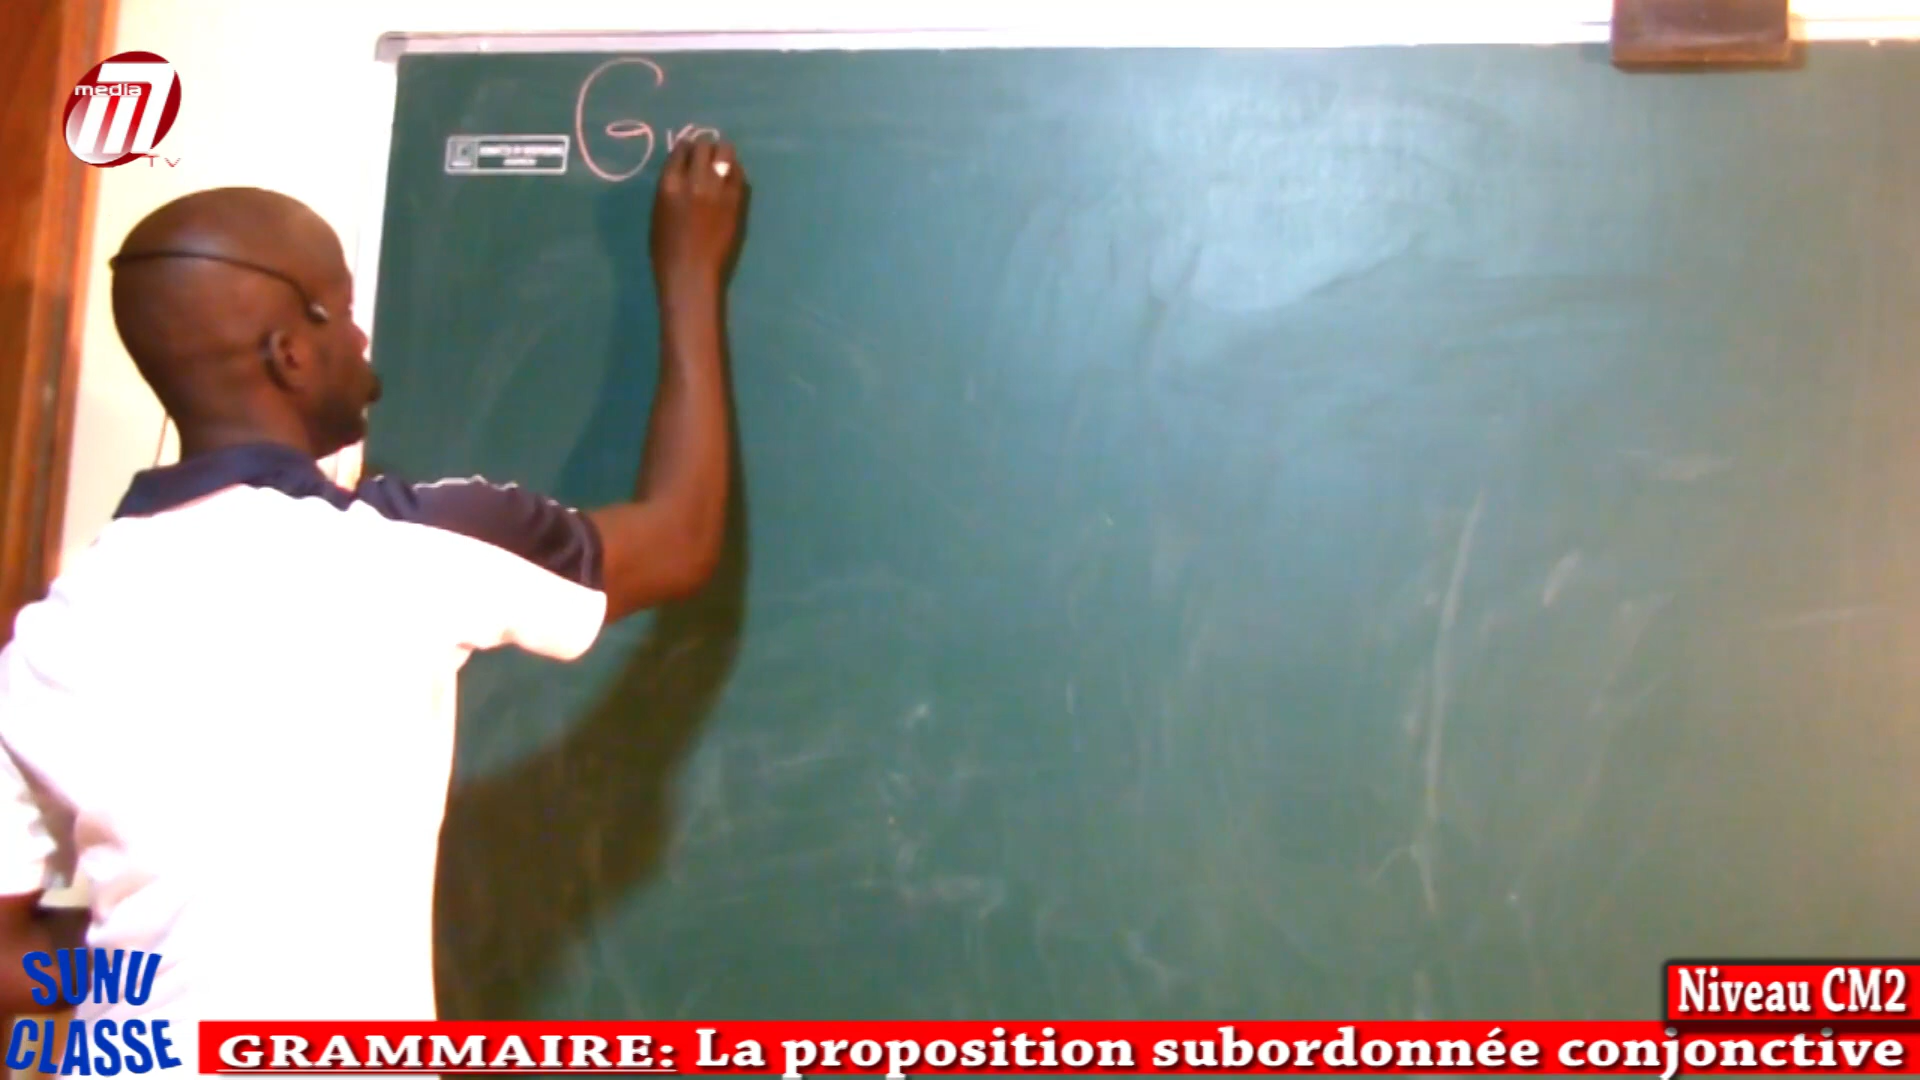 media
TV
Gra
SUNU
CLASSE
Niveau CM2
GRAMMAIRE: La proposition subordonnée conjonctive